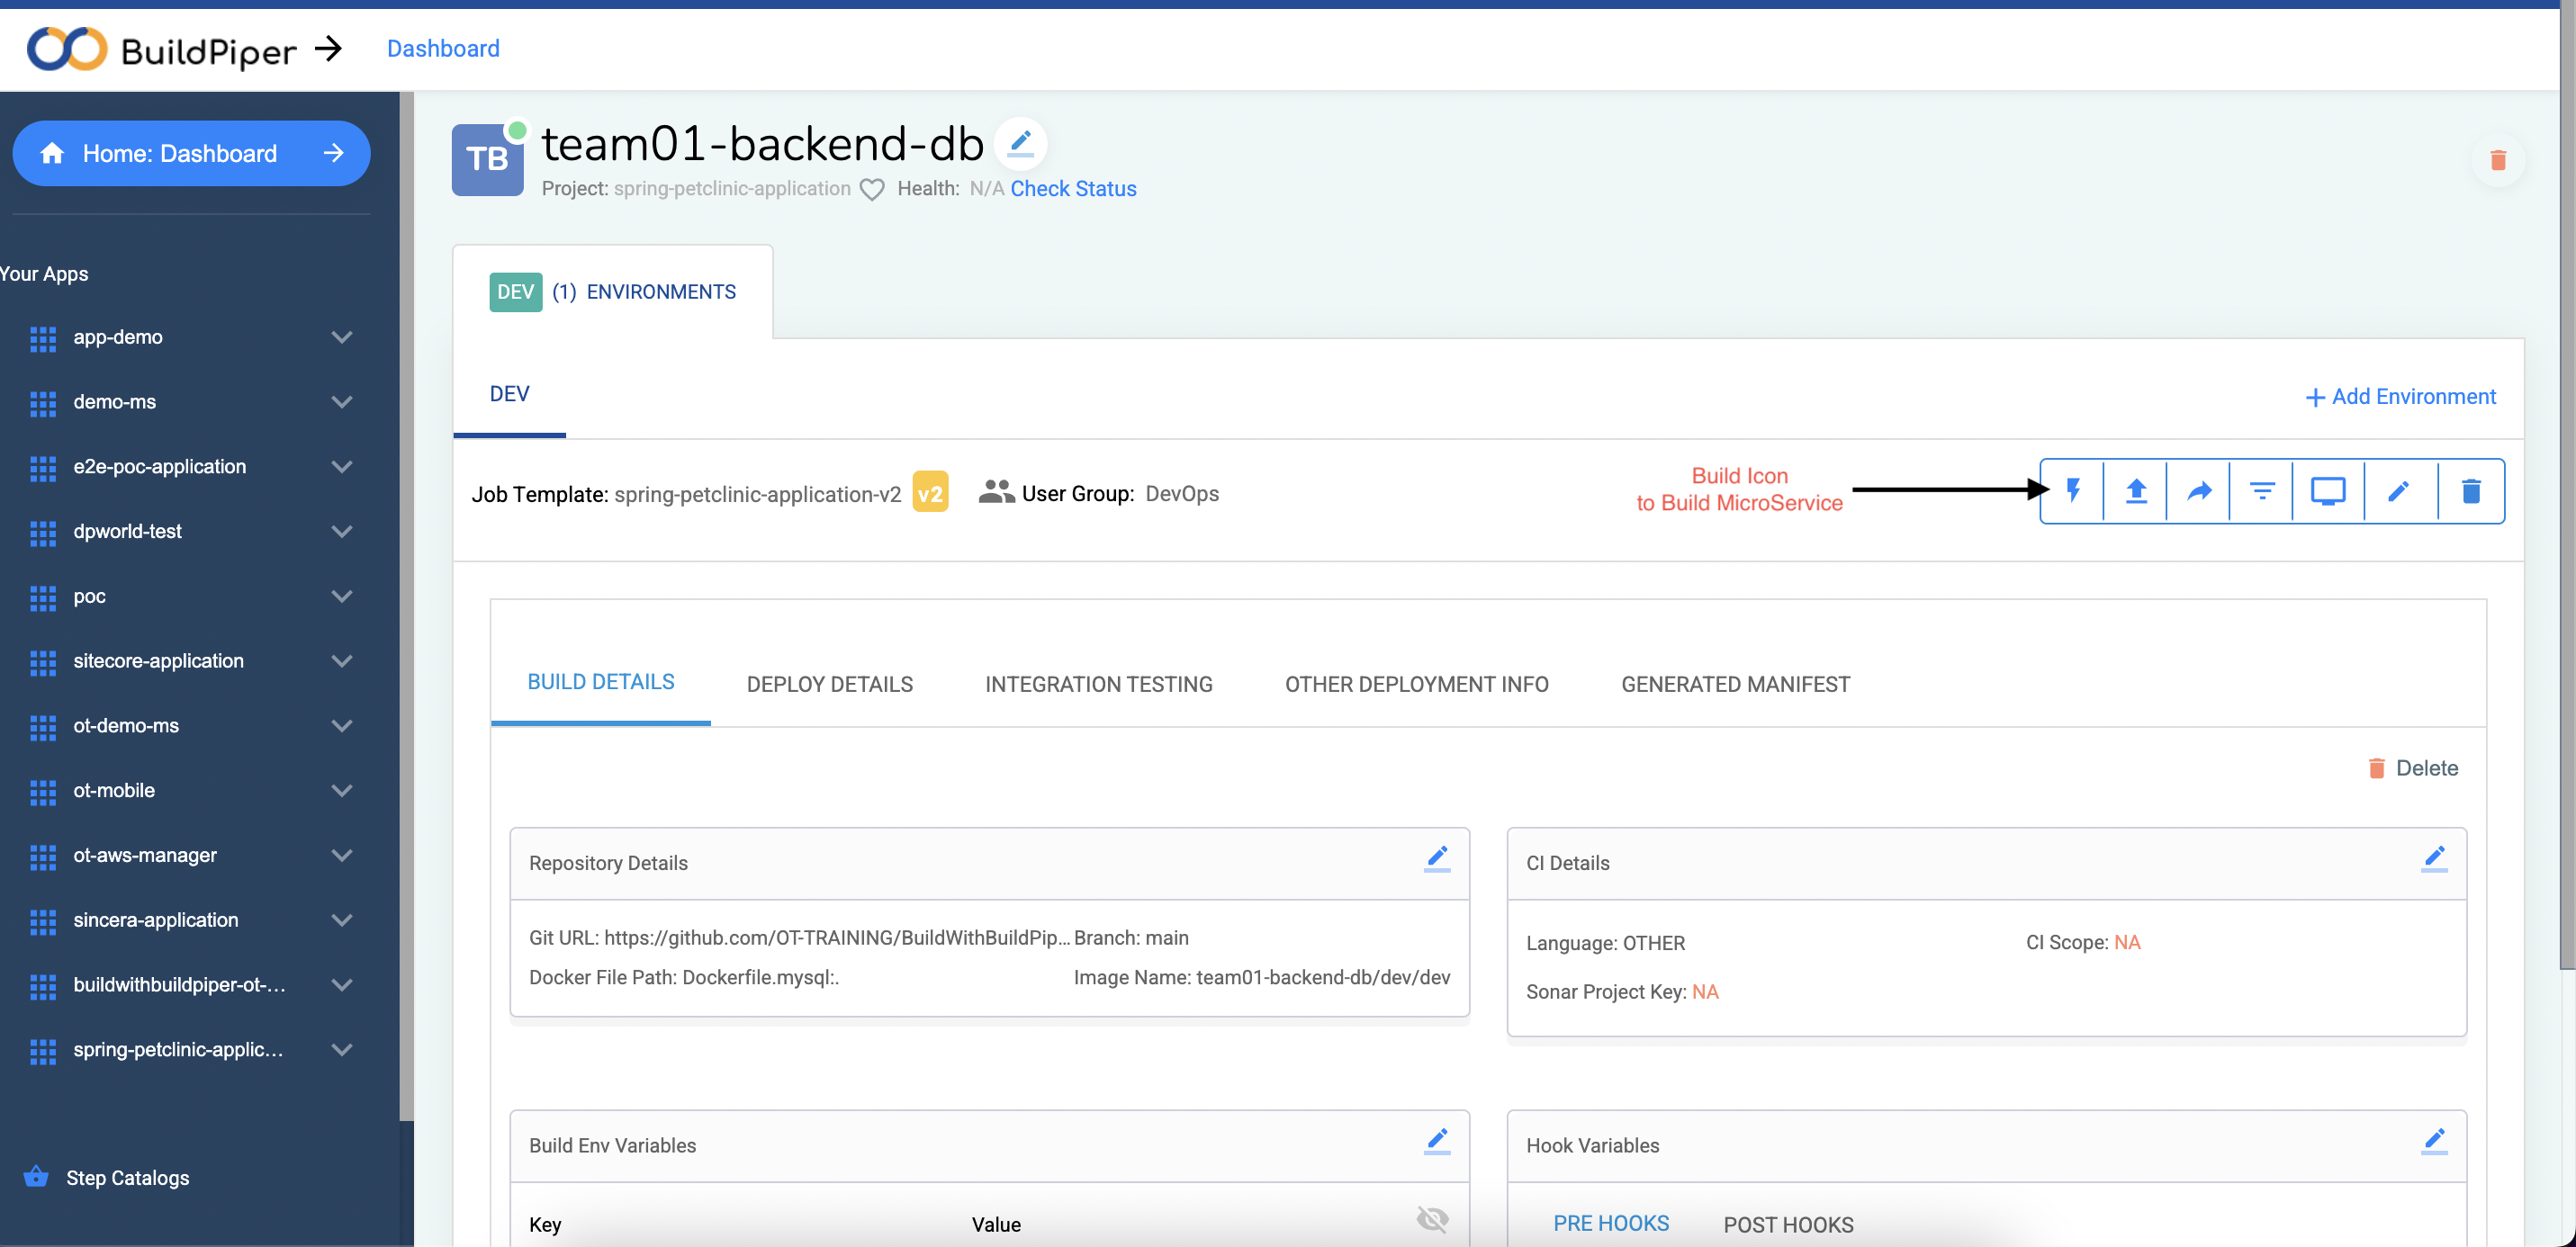 BuildPiper
Dashboard
Home: Dashboard
Your Apps
app-demo
demo-ms
e2e-poc-application
dpworld-test
poc
sitecore-application
ot-demo-ms
ot-mobile
ot-aws-manager
sincera-application
buildwithbuildpiper-ot-...
spring-petclinic-applic...
Step Catalogs
TB
team01-backend-db
Project: spring-petclinic-application Health: N/A Check Status
DEV (1) ENVIRONMENTS
DEV
+ Add Environment
Job Template: spring-petclinic-application-v2 v2 User Group: DevOps
Build Icon
to Build MicroService
BUILD DETAILS DEPLOY DETAILS INTEGRATION TESTING OTHER DEPLOYMENT INFO GENERATED MANIFEST
Delete
Repository Details
Git URL: https://github.com/OT-TRAINING/BuildWithBuildPip... Branch: main
Docker File Path: Dockerfile.mysql:. Image Name: team01-backend-db/dev/dev
CI Details
Language: OTHER CI Scope: NA
Sonar Project Key: NA
Build Env Variables
Key Value
Hook Variables
PRE HOOKS POST HOOKS